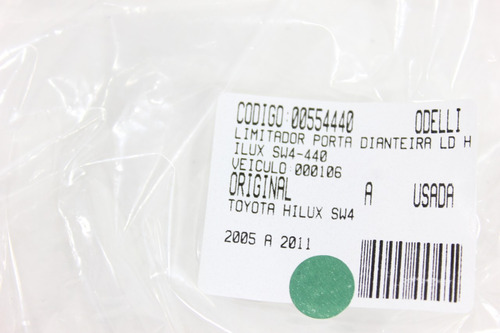 CODIGO:00554440 ODELLI
LIMITADOR PORTA DIANTEIRA LD H
ILUX SW4-440
VEICULO:000106
ORIGINAL A USADA
TOYOTA HILUX SW4
2005 A 2011